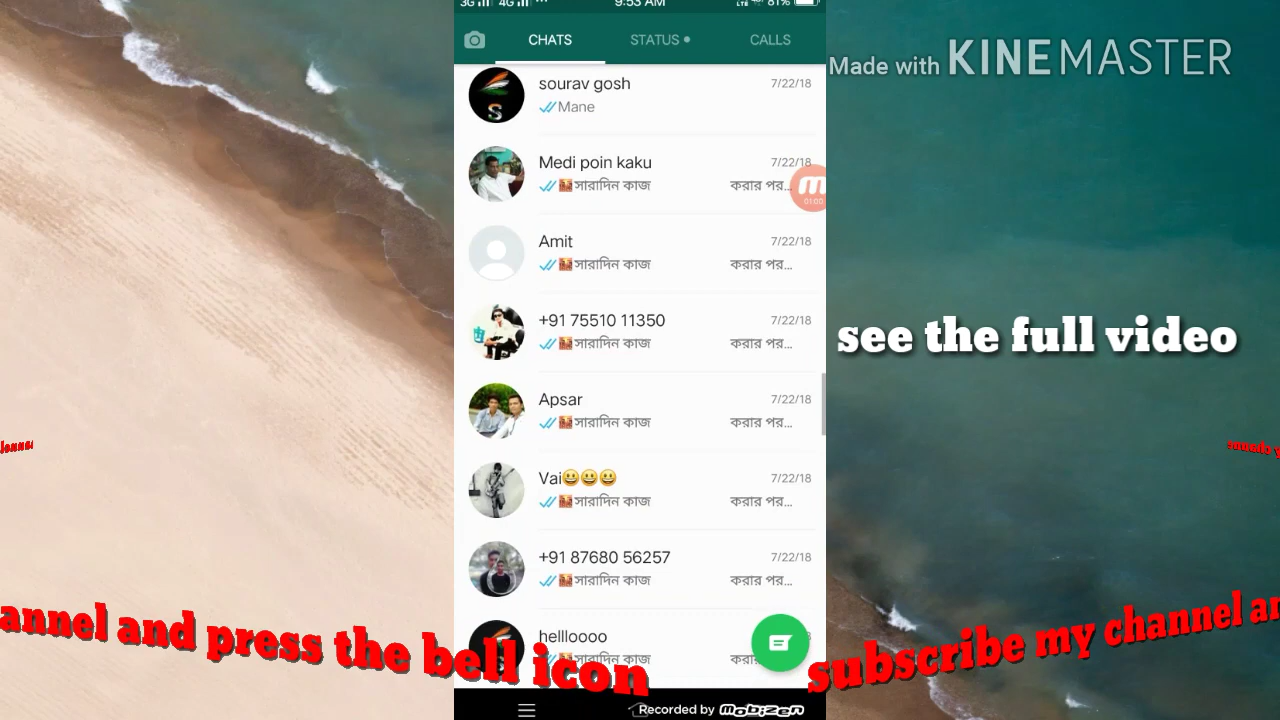 3G 4G ... 9:53 AM 81%
CHATS STATUS CALLS
Made with KINEMASTER
sourav gosh 7/22/18
Mane
Medi poin kaku 7/22/18
সারাদিন কাজ করার পর...
01:00
Amit 7/22/18
সারাদিন কাজ করার পর...
+91 75510 11350 7/22/18
সারাদিন কাজ করার পর...
see the full video
Apsar 7/22/18
সারাদিন কাজ করার পর...
Vai😀😀😀 7/22/18
সারাদিন কাজ করার পর...
+91 87680 56257 7/22/18
সারাদিন কাজ করার পর...
hellloooo
সারাদিন কাজ
annel and press the bell icon
subscribe my channel an
Recorded by mobizen